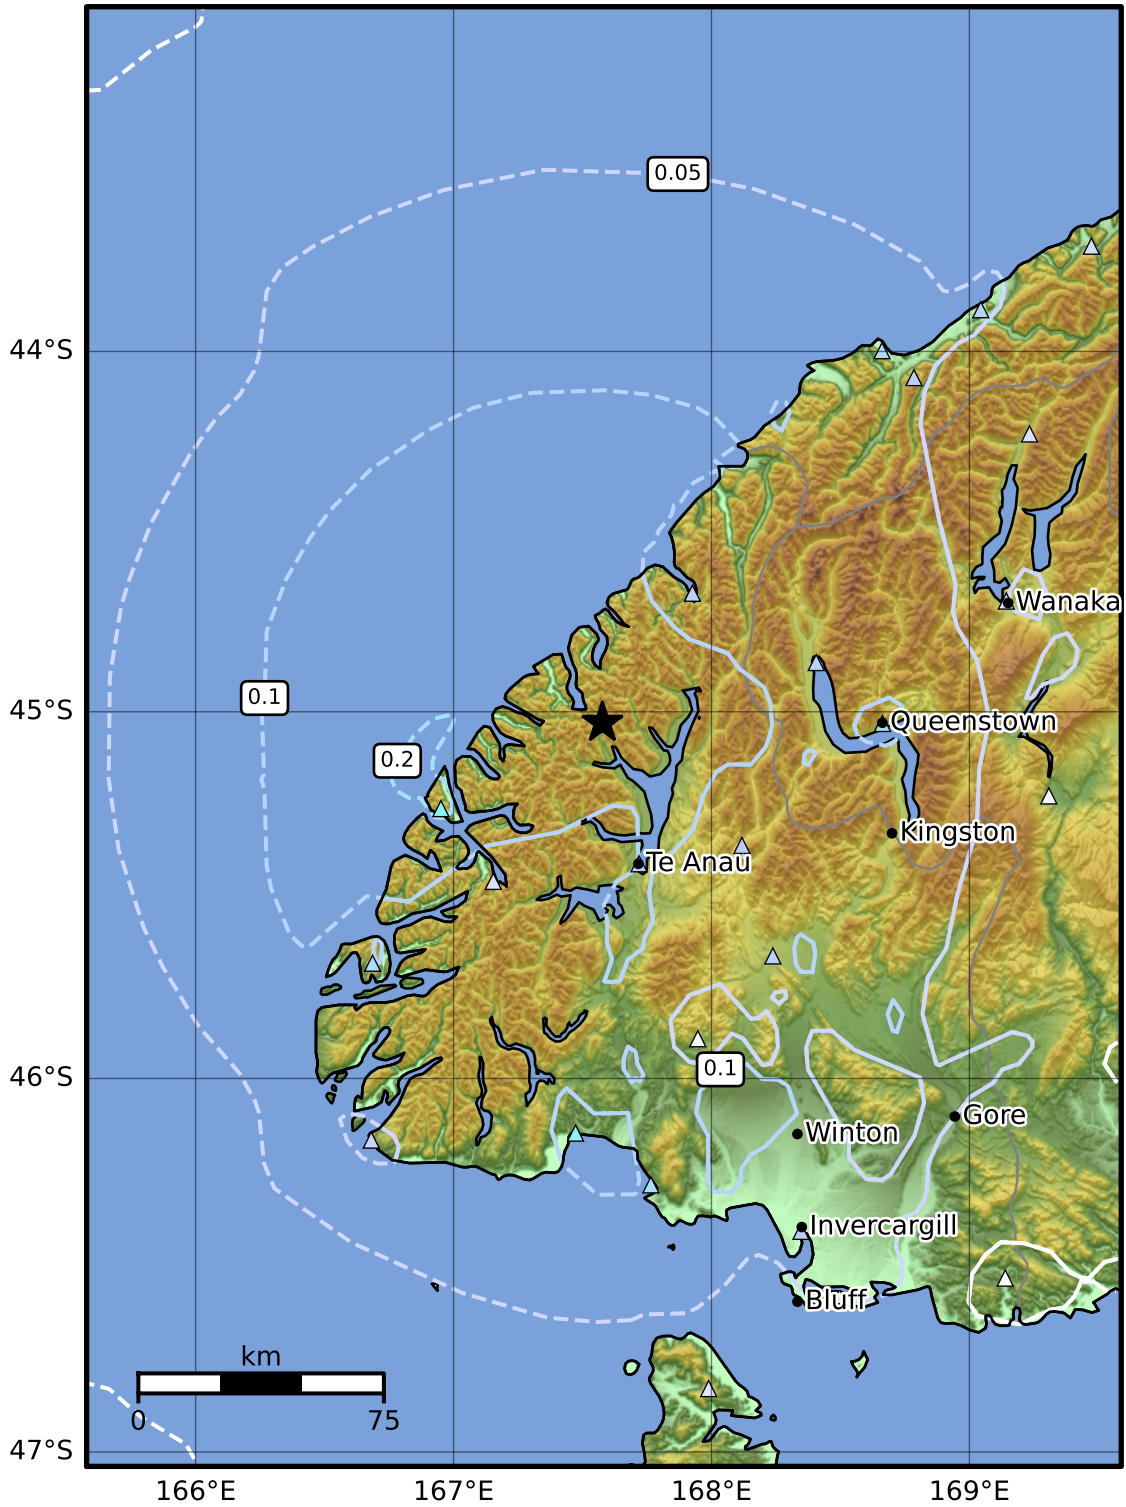 0.05
44°S
Wanaka
0.1
45°S
Queenstown
0.2
Kingston
Te Anau
0.1
46°S
Gore
Winton
Invercargill
Bluff
km
0 75
47°S
166°E 167°E 168°E 169°E